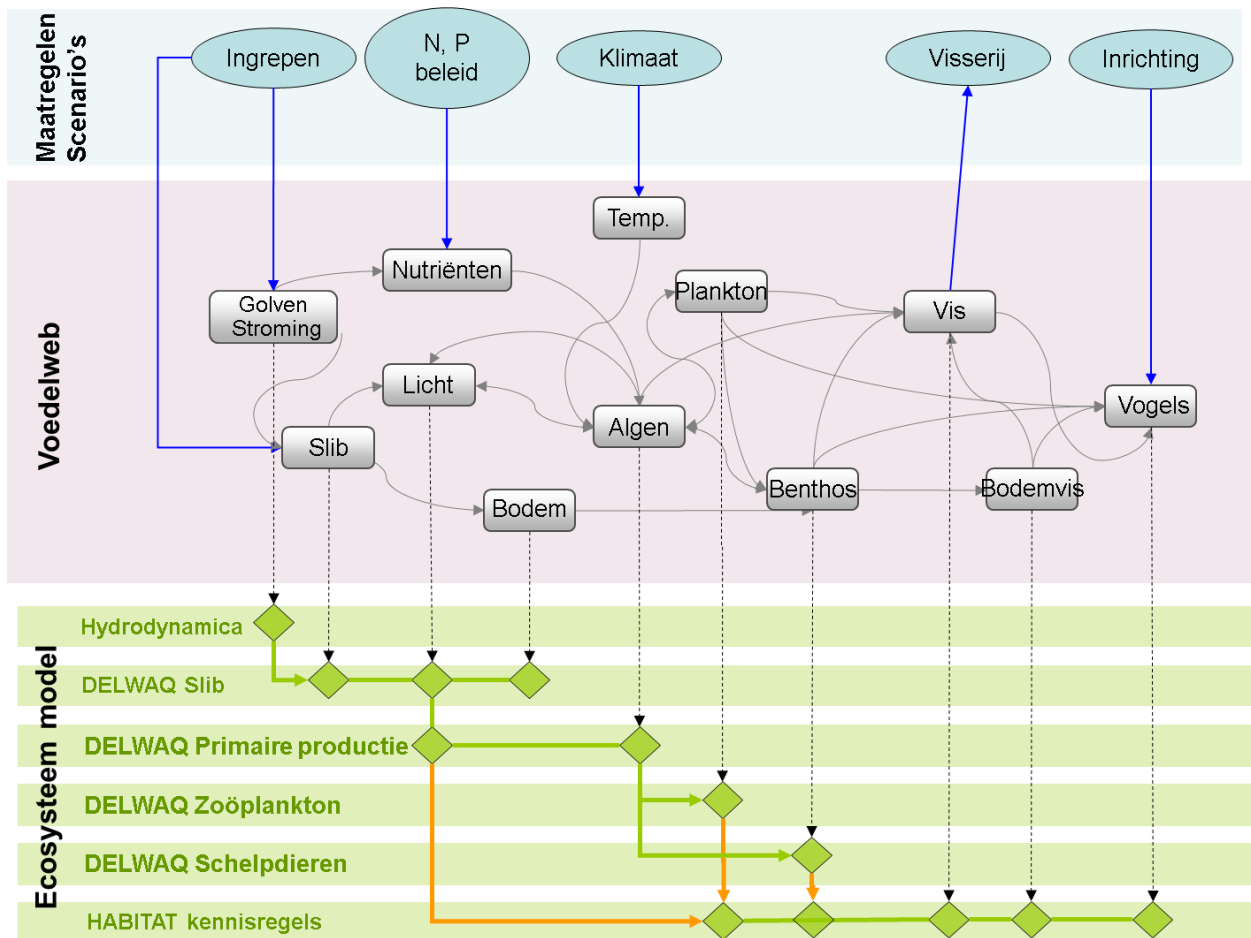 Maatregelen
Scenario's
Ingrepen
N, P
beleid
Klimaat
Visserij
Inrichting
Voedelweb
Temp.
Nutriënten
Plankton
Golven
Stroming
Vis
Licht
Algen
Vogels
Slib
Benthos
Bodemvis
Bodem
Ecosysteem model
Hydrodynamica
DELWAQ Slib
DELWAQ Primaire productie
DELWAQ Zoöplankton
DELWAQ Schelpdieren
HABITAT kennisregels